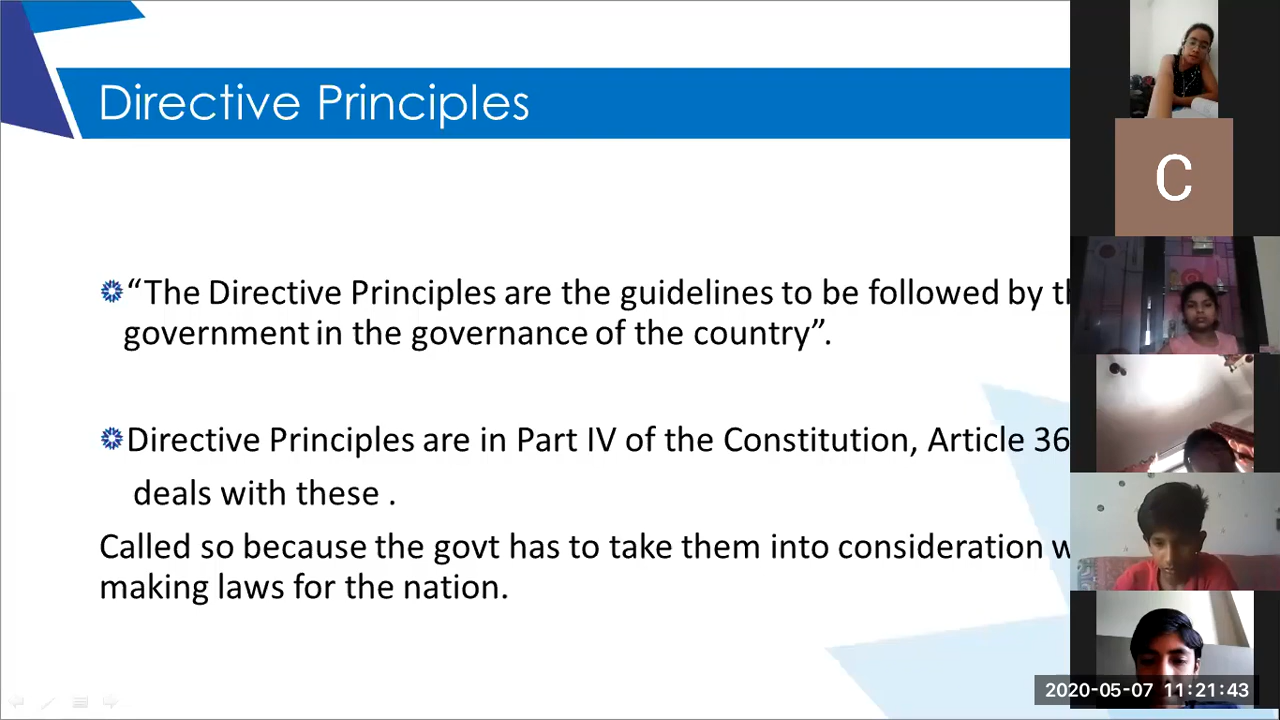 Directive Principles
“The Directive Principles are the guidelines to be followed by
government in the governance of the country”.
Directive Principles are in Part IV of the Constitution, Article 36
deals with these .
Called so because the govt has to take them into consideration
making laws for the nation.
C
2020-05-07 11:21:43